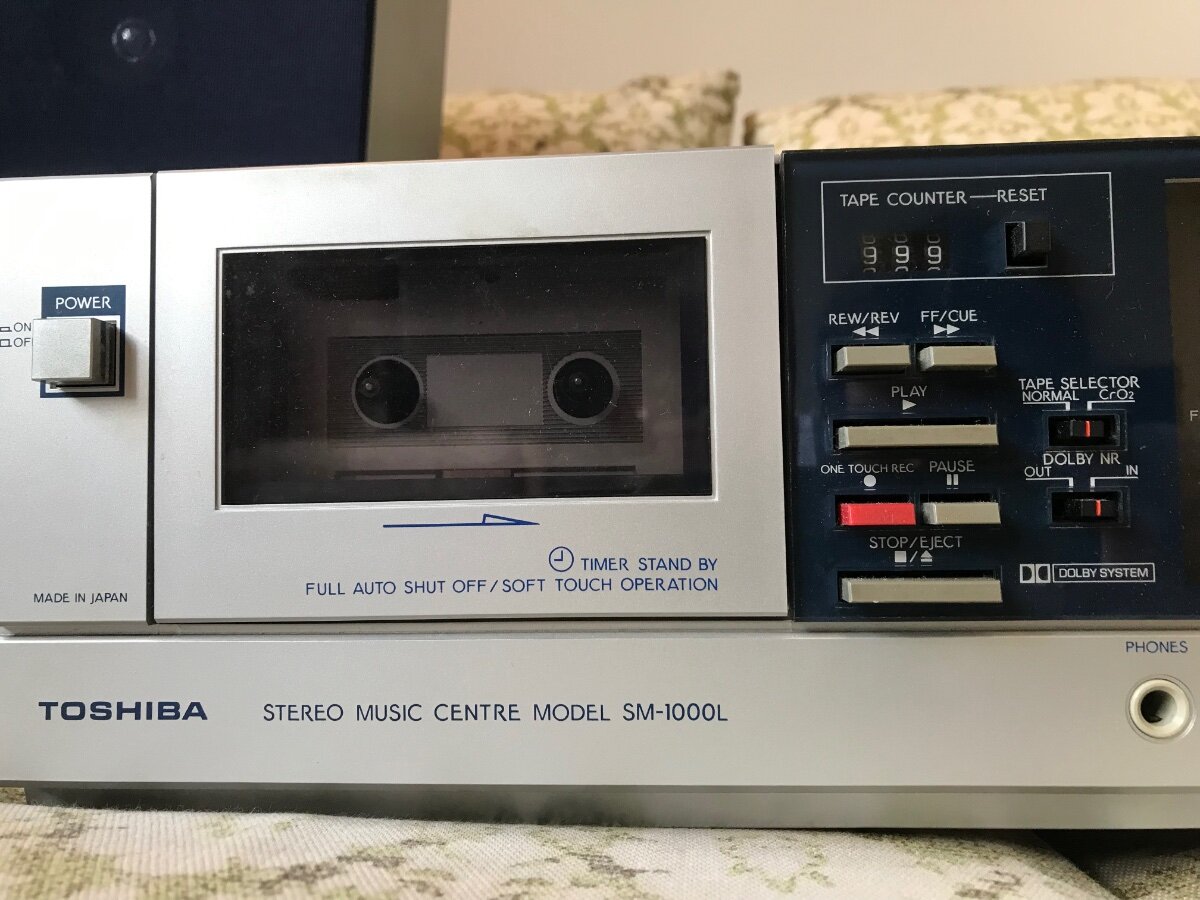 POWER
ON
OFF
MADE IN JAPAN
TIMER STAND BY
FULL AUTO SHUT OFF/SOFT TOUCH OPERATION
TOSHIBA
STEREO MUSIC CENTRE MODEL SM-1000L
TAPE COUNTER RESET
999
REW/REV FF/CUE
PLAY
ONE TOUCH REC PAUSE
STOP/EJECT
TAPE SELECTOR
NORMAL CrO2
DOLBY NR
OUT IN
DOLBY SYSTEM
PHONES